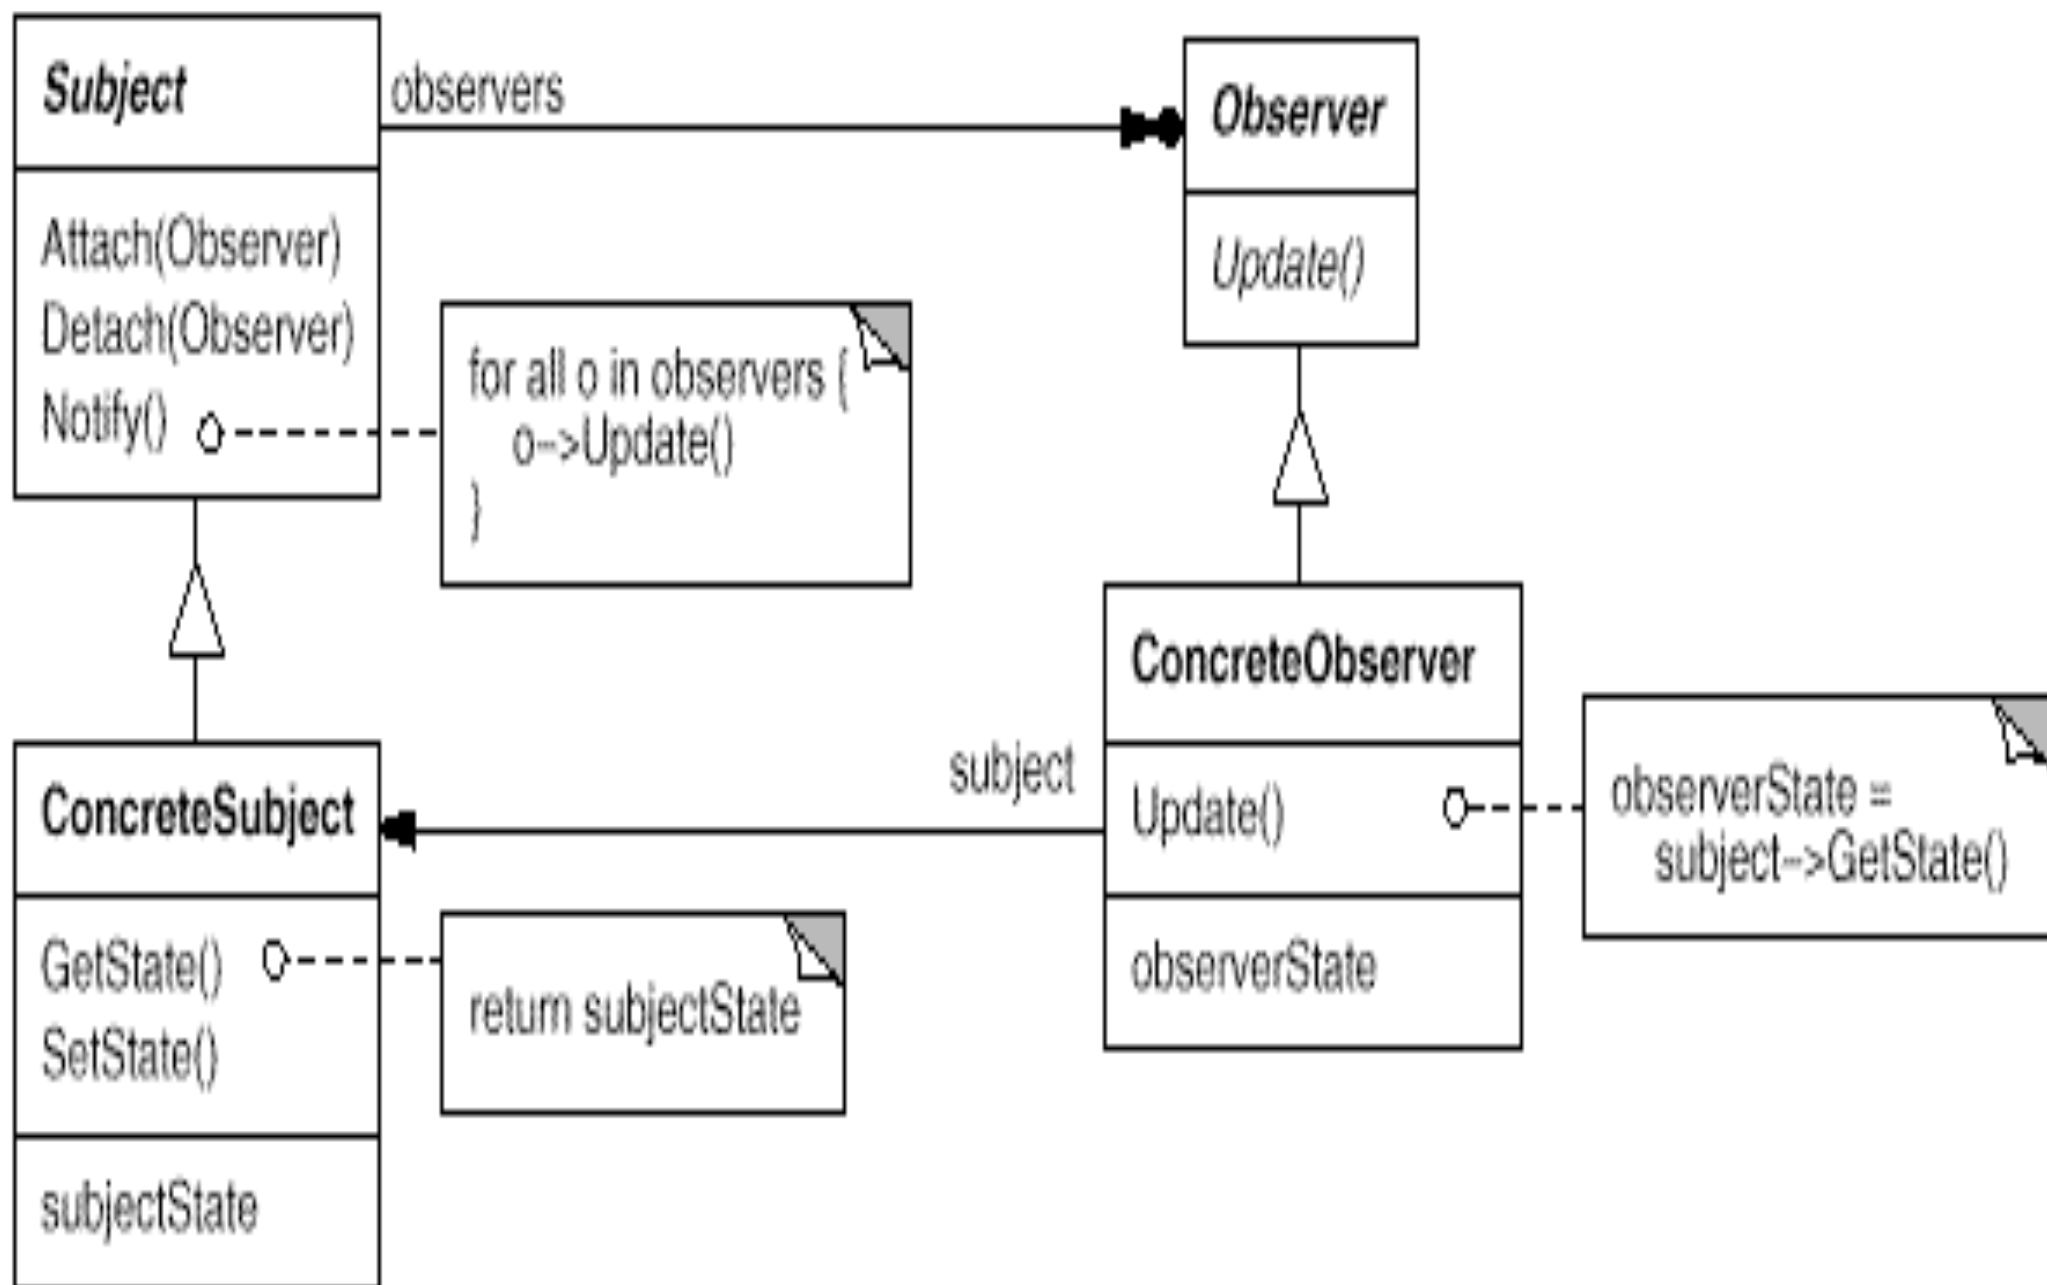 Subject
Attach(Observer)
Detach(Observer)
Notify()
observers
Observer
Update()
for all o in observers {
o->Update()
}
ConcreteObserver
Update()
observerState
observerState =
subject->GetState()
subject
ConcreteSubject
GetState()
SetState()
subjectState
return subjectState